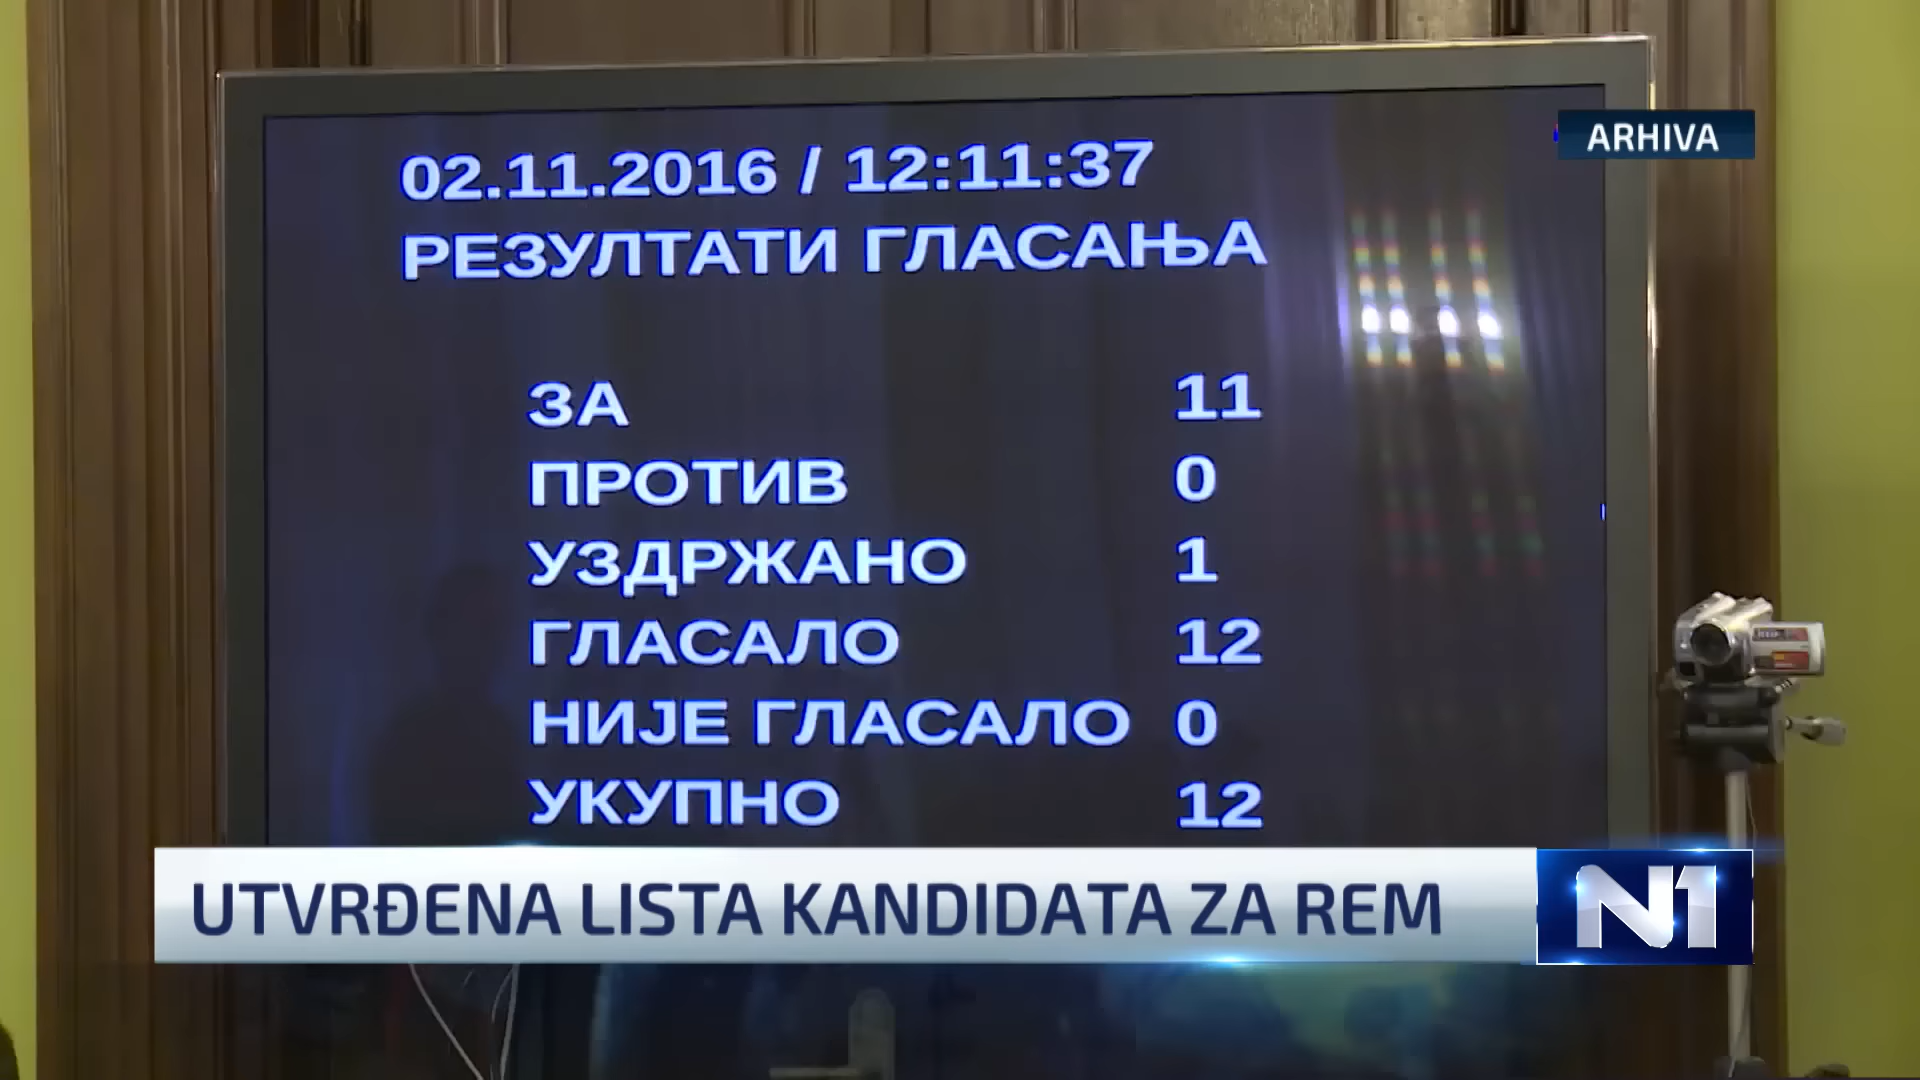 ARHIVA
02.11.2016 / 12:11:37
РЕЗУЛТАТИ ГЛАСАЊА
ЗА 11
ПРОТИВ 0
УЗДРЖАНО 1
ГЛАСАЛО 12
НИЈЕ ГЛАСАЛО 0
УКУПНО 12
UTVRĐENA LISTA KANDIDATA ZA REM
N1